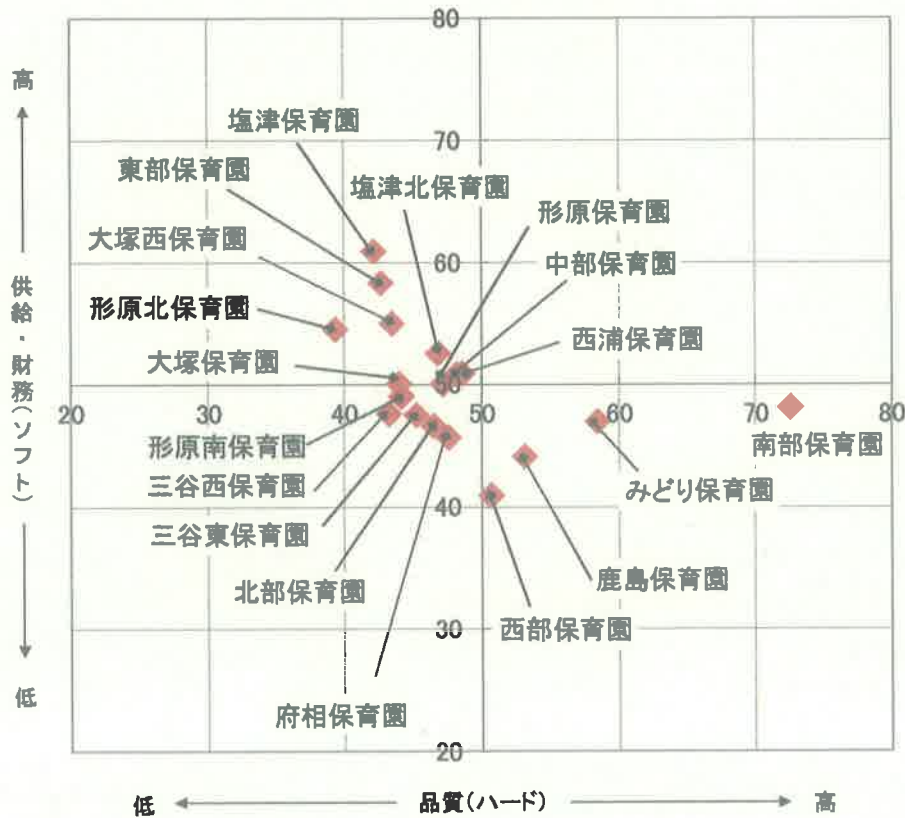 80
高
塩津保育園
70
東部保育園
塩津北保育園
形原保育園
大塚西保育園
中部保育園
60
供給・財務(ソフト)
形原北保育園
西浦保育園
大塚保育園
50
20
30
40
50
60
70
80
南部保育園
形原南保育園
三谷西保育園
みどり保育園
40
三谷東保育園
鹿島保育園
北部保育園
30
西部保育園
低
府相保育園
20
低
品質(ハード)
高